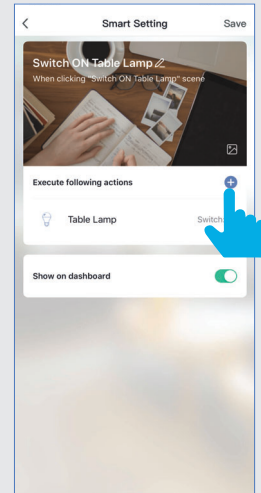 Smart Setting
Save
Switch ON Table Lamp
When clicking "Switch ON Table Lamp" scene
Execute following actions
Table Lamp
Switch
Show on dashboard